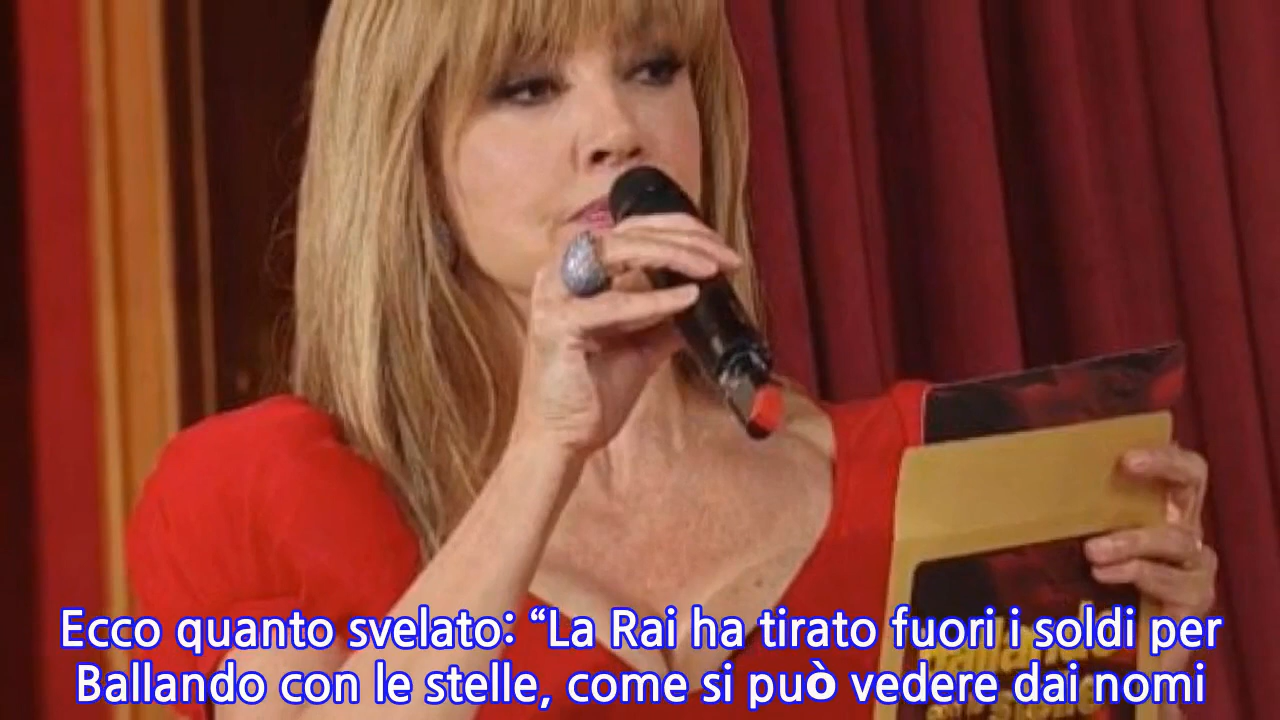 Ecco quanto svelato: “La Rai ha tirato fuori i soldi per
Ballando con le stelle, come si può vedere dai nomi